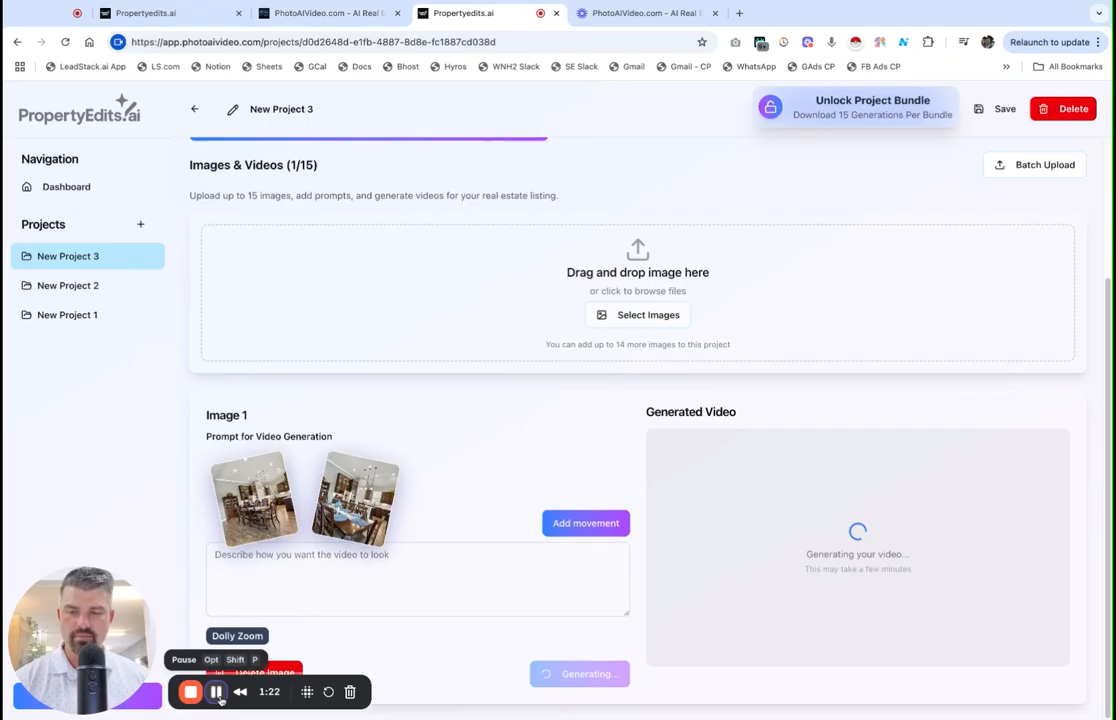 Propertyedits.ai
PhotoAIVideo.com - AI Real E
Propertyedits.ai
PhotoAIVideo.com - AI Real E
https://app.photoaivideo.com/projects/d0d2648d-e1fb-4887-8d8e-fc1887cd038d
9+
Relaunch to update
LeadStack.ai App
LS.com
Notion
Sheets
GCal
Docs
Bhost
Hyros
WNH2 Slack
SE Slack
Gmail
Gmail - CP
WhatsApp
GAds CP
FB Ads CP
»
All Bookmarks
PropertyEdits.ai
New Project 3
Unlock Project Bundle
Download 15 Generations Per Bundle
Save
Delete
Navigation
Dashboard
Projects
New Project 3
New Project 2
New Project 1
Images & Videos (1/15)
Batch Upload
Upload up to 15 images, add prompts, and generate videos for your real estate listing.
Drag and drop image here
or click to browse files
Select Images
You can add up to 14 more images to this project
Image 1
Prompt for Video Generation
Add movement
Describe how you want the video to look
Dolly Zoom
Delete Image
Generating...
Generated Video
Generating your video...
This may take a few minutes
Pause Opt Shift P
1:22